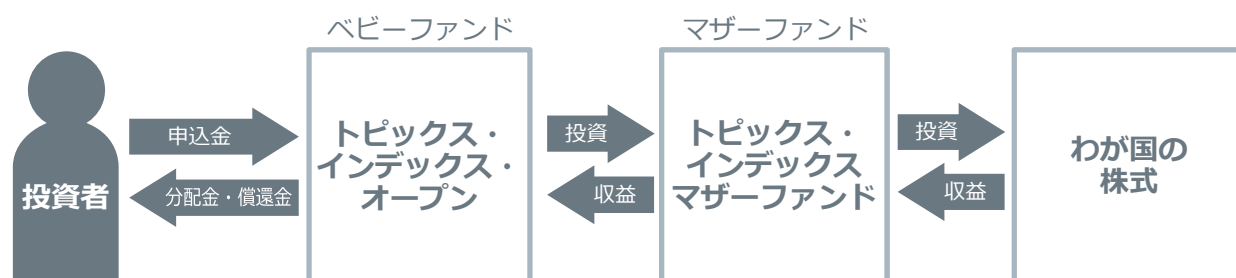 ベビーファンド
マザーファンド
投資者
申込金
分配金・償還金
トピックス・
インデックス・
オープン
投資
収益
トピックス・
インデックス
マザーファンド
投資
収益
わが国の
株式